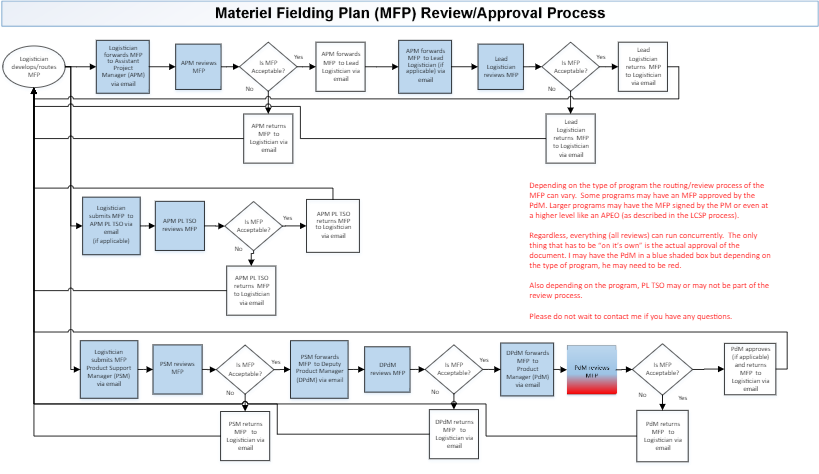 Materiel Fielding Plan (MFP) Review/Approval Process
Logistician
develops/routes
MFP
Logistician
forwards MFP
to Assistant
Project
Manager (APM)
via email
APM reviews
MFP
Is MFP
Acceptable?
Yes
No
APM forwards
MFP to Lead
Logistician via
email
APM forwards
MFP to Lead
Logistician (if
applicable) via
email
Lead
Logistician
reviews MFP
Is MFP
Acceptable?
Yes
No
Lead
Logistician
returns MFP
to Logistician
via email
APM returns
MFP to
Logistician via
email
Lead
Logistician
returns MFP
to Logistician
via email
Depending on the type of program the routing/review process of the
MFP can vary. Some programs may have an MFP approved by the
PdM. Larger programs may have the MFP signed by the PM or even at
a higher level like an APEO (as described in the LCSP process).
Regardless, everything (all reviews) can run concurrently. The only
thing that has to be "on it's own" is the actual approval of the
document. I may have the PdM in a blue shaded box but depending on
the type of program, he may need to be red.
Also depending on the program, PL TSO may or may not be part of the
review process.
Please do not wait to contact me if you have any questions.
Logistician
submits MFP to
APM PL TSO via
email
(if applicable)
APM PL TSO
reviews MFP
Is MFP
Acceptable?
Yes
No
APM PL TSO
returns MFP
to Logistician
via email
APM PL TSO
returns MFP
to Logistician
via email
Logistician
submits MFP
Product Support
Manager (PSM)
via email
PSM reviews
MFP
Is MFP
Acceptable?
Yes
No
PSM forwards
MFP to Deputy
Product Manager
(DPdM) via email
DPdM
reviews MFP
Is MFP
Acceptable?
Yes
No
DPdM forwards
MFP to
Product
Manager (PdM)
via email
PdM reviews
MFP
Is MFP
Acceptable?
No
Yes
PdM approves
(if applicable)
and returns
MFP to
Logistician via
email
PSM returns
MFP to
Logistician via
email
DPdM returns
MFP to
Logistician via
email
PdM returns
MFP to
Logistician via
email